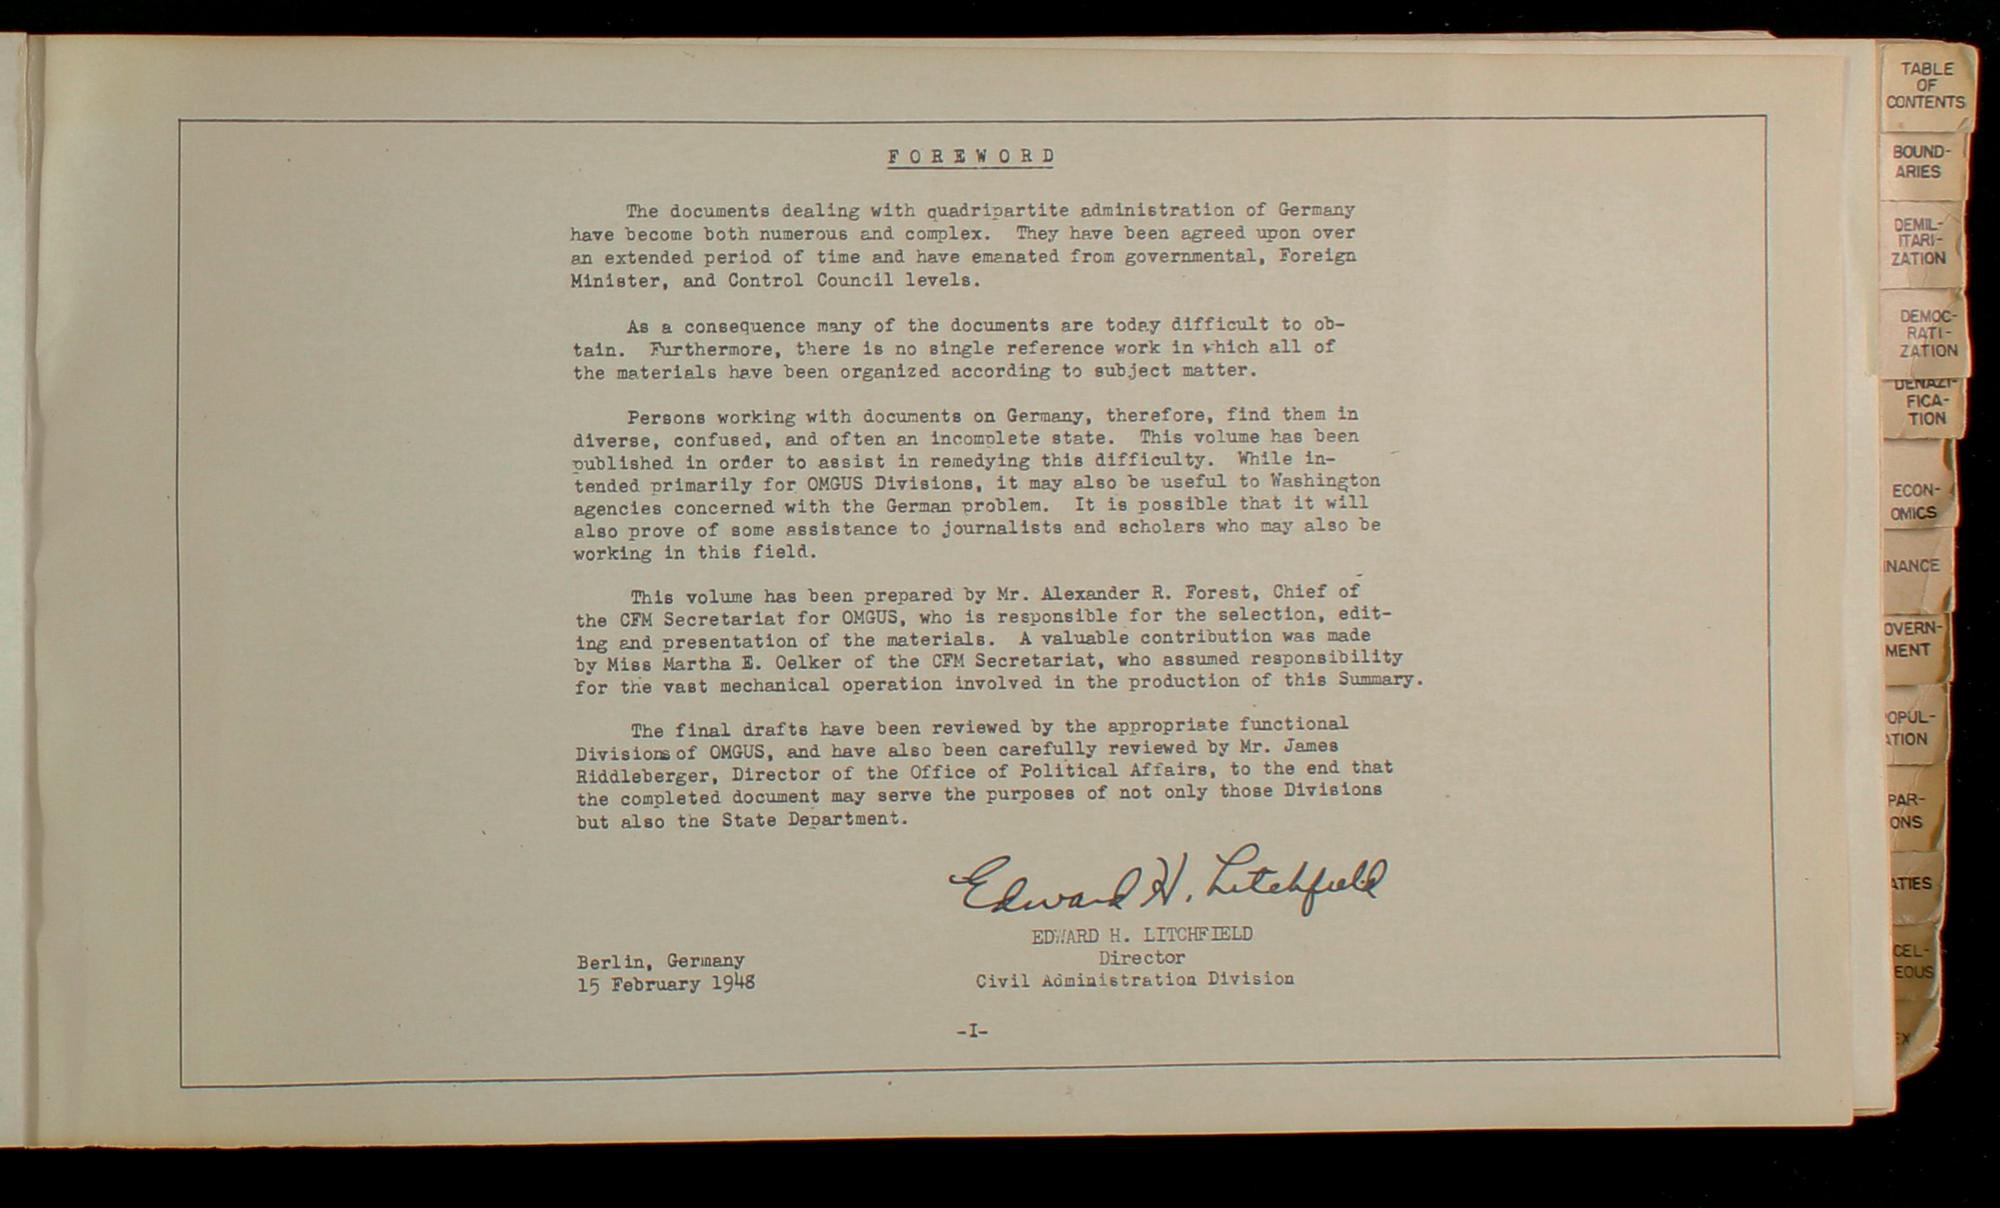 FOREWORD
The documents dealing with quadripartite administration of Germany
have become both numerous and complex. They have been agreed upon over
an extended period of time and have emanated from governmental, Foreign
Minister, and Control Council levels.
As a consequence many of the documents are today difficult to ob-
tain. Furthermore, there is no single reference work in which all of
the materials have been organized according to subject matter.
Persons working with documents on Germany, therefore, find them in
diverse, confused, and often an incomplete state. This volume has been
published in order to assist in remedying this difficulty. While in-
tended primarily for OMGUS Divisions, it may also be useful to Washington
agencies concerned with the German problem. It is possible that it will
also prove of some assistance to journalists and scholars who may also be
working in this field.
This volume has been prepared by Mr. Alexander R. Forest, Chief of
the CFM Secretariat for OMGUS, who is responsible for the selection, edit-
ing and presentation of the materials. A valuable contribution was made
by Miss Martha E. Oelker of the CFM Secretariat, who assumed responsibility
for the vast mechanical operation involved in the production of this Summary.
The final drafts have been reviewed by the appropriate functional
Divisions of OMGUS, and have also been carefully reviewed by Mr. James
Riddleberger, Director of the Office of Political Affairs, to the end that
the completed document may serve the purposes of not only those Divisions
but also the State Department.
Edward H. Litchfield
EDWARD H. LITCHFIELD
Director
Civil Administration Division
Berlin, Germany
15 February 1948
-I-
TABLE
OF
CONTENTS
BOUND-
ARIES
DEMIL-
ITARI-
ZATION
DEMOC-
RATI-
ZATION
DENAZI-
FICA-
TION
ECON-
OMICS
NANCE
OVERN-
MENT
OPUL-
ATION
PAR-
ONS
ATIES
CEL-
EOUS
EX